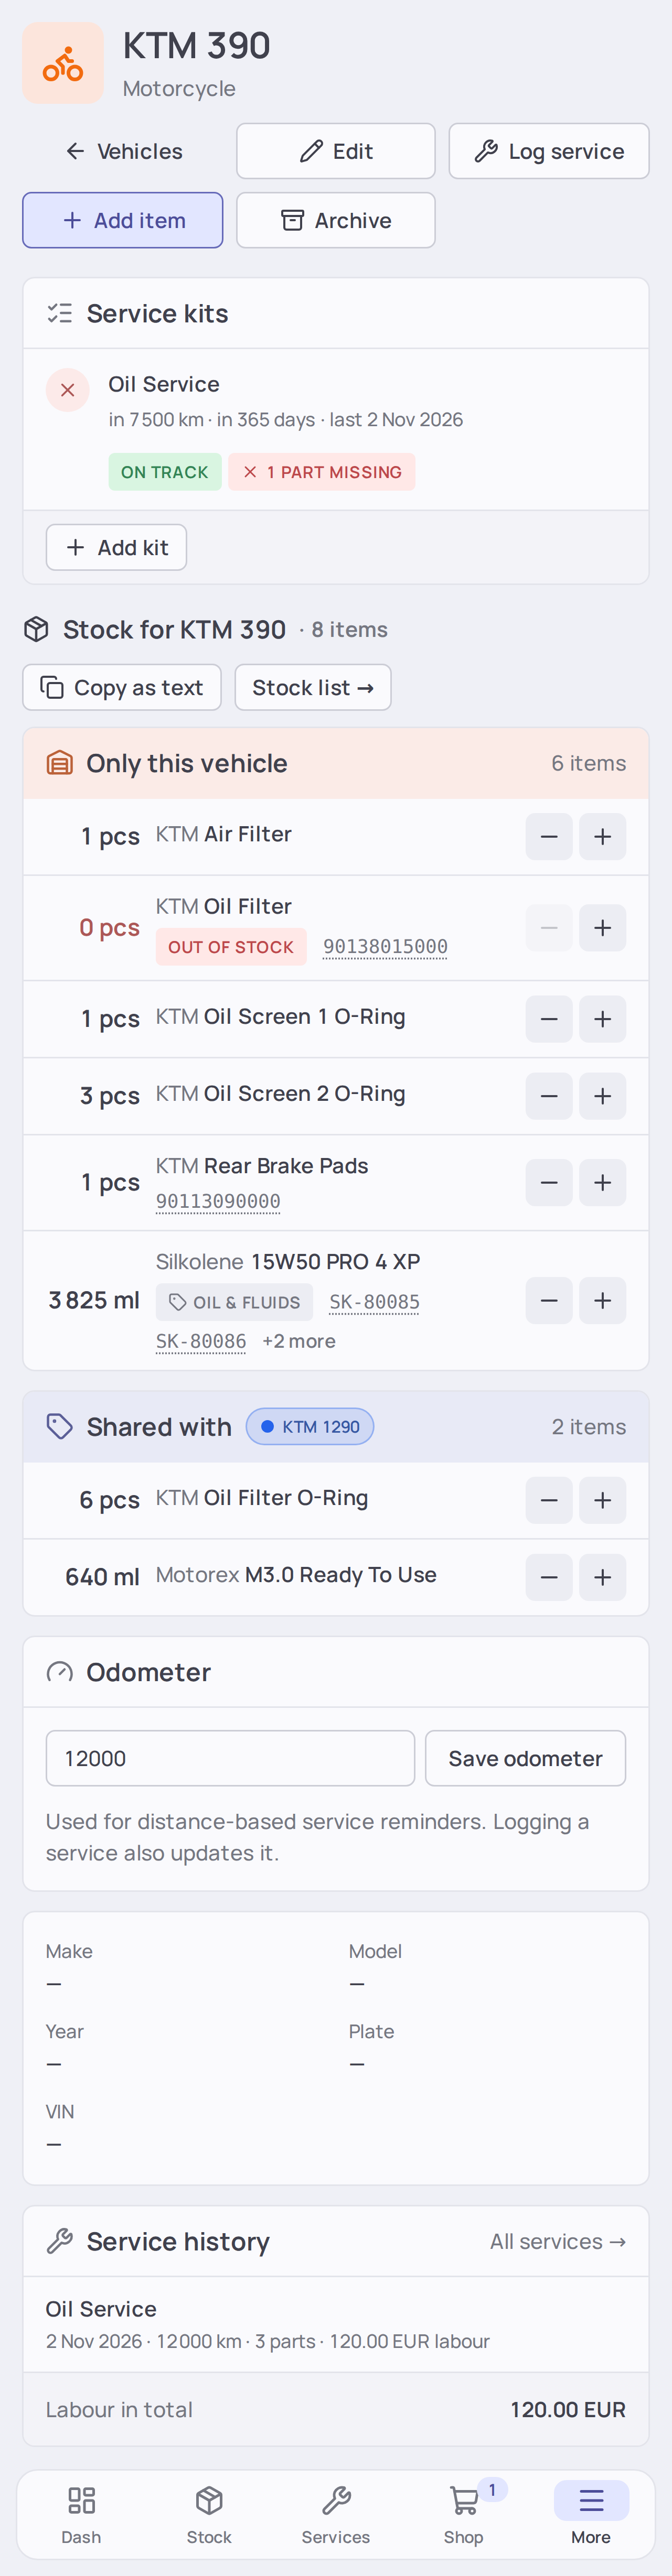 KTM 390
Motorcycle
← Vehicles
Edit
Log service
+ Add item
Archive
Service kits
Oil Service
in 7 500 km · in 365 days · last 2 Nov 2026
ON TRACK
× 1 PART MISSING
+ Add kit
Stock for KTM 390 · 8 items
Copy as text
Stock list →
Only this vehicle
6 items
1 pcs KTM Air Filter
− +
0 pcs KTM Oil Filter
OUT OF STOCK 90138015000
− +
1 pcs KTM Oil Screen 1 O-Ring
− +
3 pcs KTM Oil Screen 2 O-Ring
− +
1 pcs KTM Rear Brake Pads
90113090000
− +
3 825 ml Silkolene 15W50 PRO 4 XP
OIL & FLUIDS SK-80085
SK-80086 +2 more
− +
Shared with KTM 1290
2 items
6 pcs KTM Oil Filter O-Ring
− +
640 ml Motorex M3.0 Ready To Use
− +
Odometer
12000
Save odometer
Used for distance-based service reminders. Logging a
service also updates it.
Make
–
Model
–
Year
–
Plate
–
VIN
–
Service history
All services →
Oil Service
2 Nov 2026 · 12 000 km · 3 parts · 120.00 EUR labour
Labour in total
120.00 EUR
Dash
Stock
Services
1
Shop
More